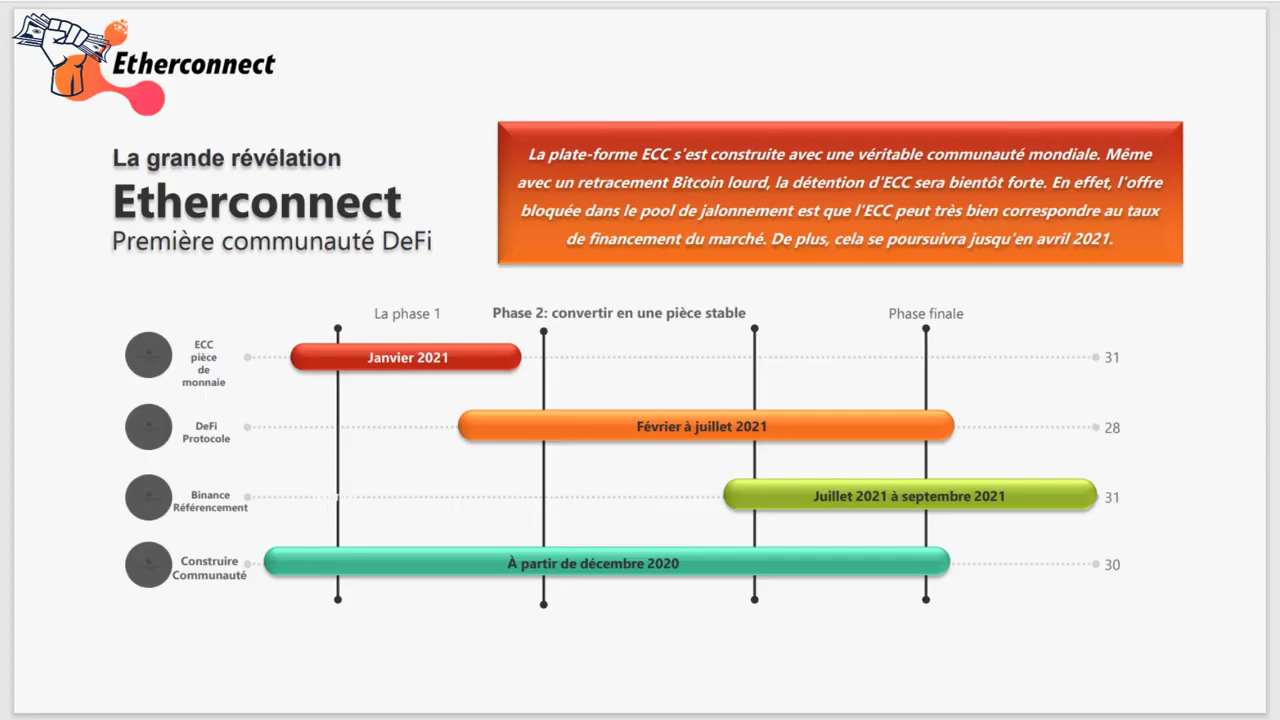 Etherconnect
La grande révélation
Etherconnect
Première communauté DeFi
La plate-forme ECC s'est construite avec une véritable communauté mondiale. Même
avec un retracement Bitcoin lourd, la détention d'ECC sera bientôt forte. En effet, l'offre
bloquée dans le pool de jalonnement est que l'ECC peut très bien correspondre au taux
de financement du marché. De plus, cela se poursuivra jusqu'en avril 2021.
La phase 1
Phase 2: convertir en une pièce stable
Phase finale
ECC
pièce
de
monnaie
Janvier 2021
31
DeFi
Protocole
Février à juillet 2021
28
Binance
Référencement
Juillet 2021 à septembre 2021
31
Construire
Communauté
À partir de décembre 2020
30